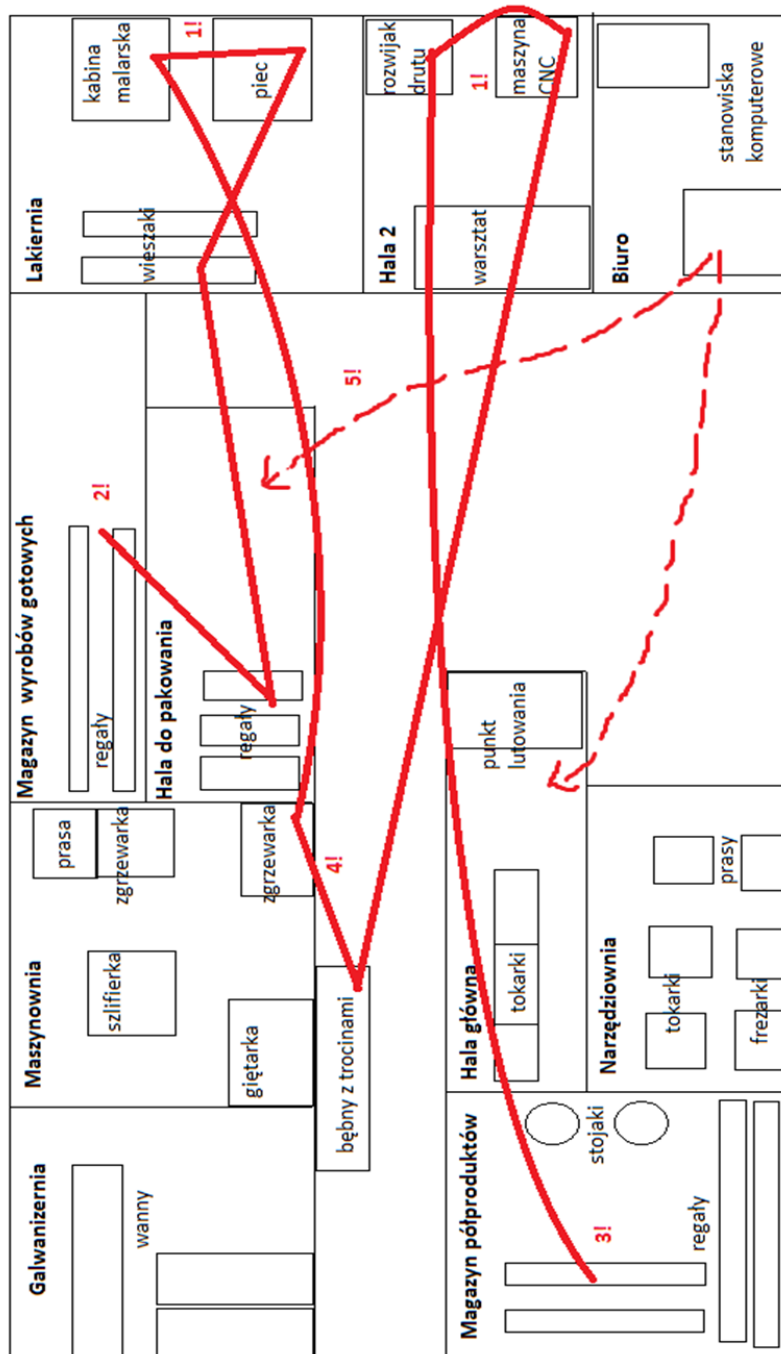 Galwanizernia
wanny
Maszynownia
giętarka
szlifierka
prasa
zgrzewarka
zgrzewarka
Magazyn wyrobów gotowych
regały
2!
Hala do pakowania
regały
5!
Lakiernia
wieszaki
kabina
malarska
1!
piec
bębny z trocinami
4!
Magazyn półproduktów
3!
regały
stojaki
Hala główna
tokarki
punkt
lutowania
Narzędziownia
tokarki
frezarki
prasy
Hala 2
warsztat
rozwijak
drutu
1!
maszyna
CNC
Biuro
stanowiska
komputerowe